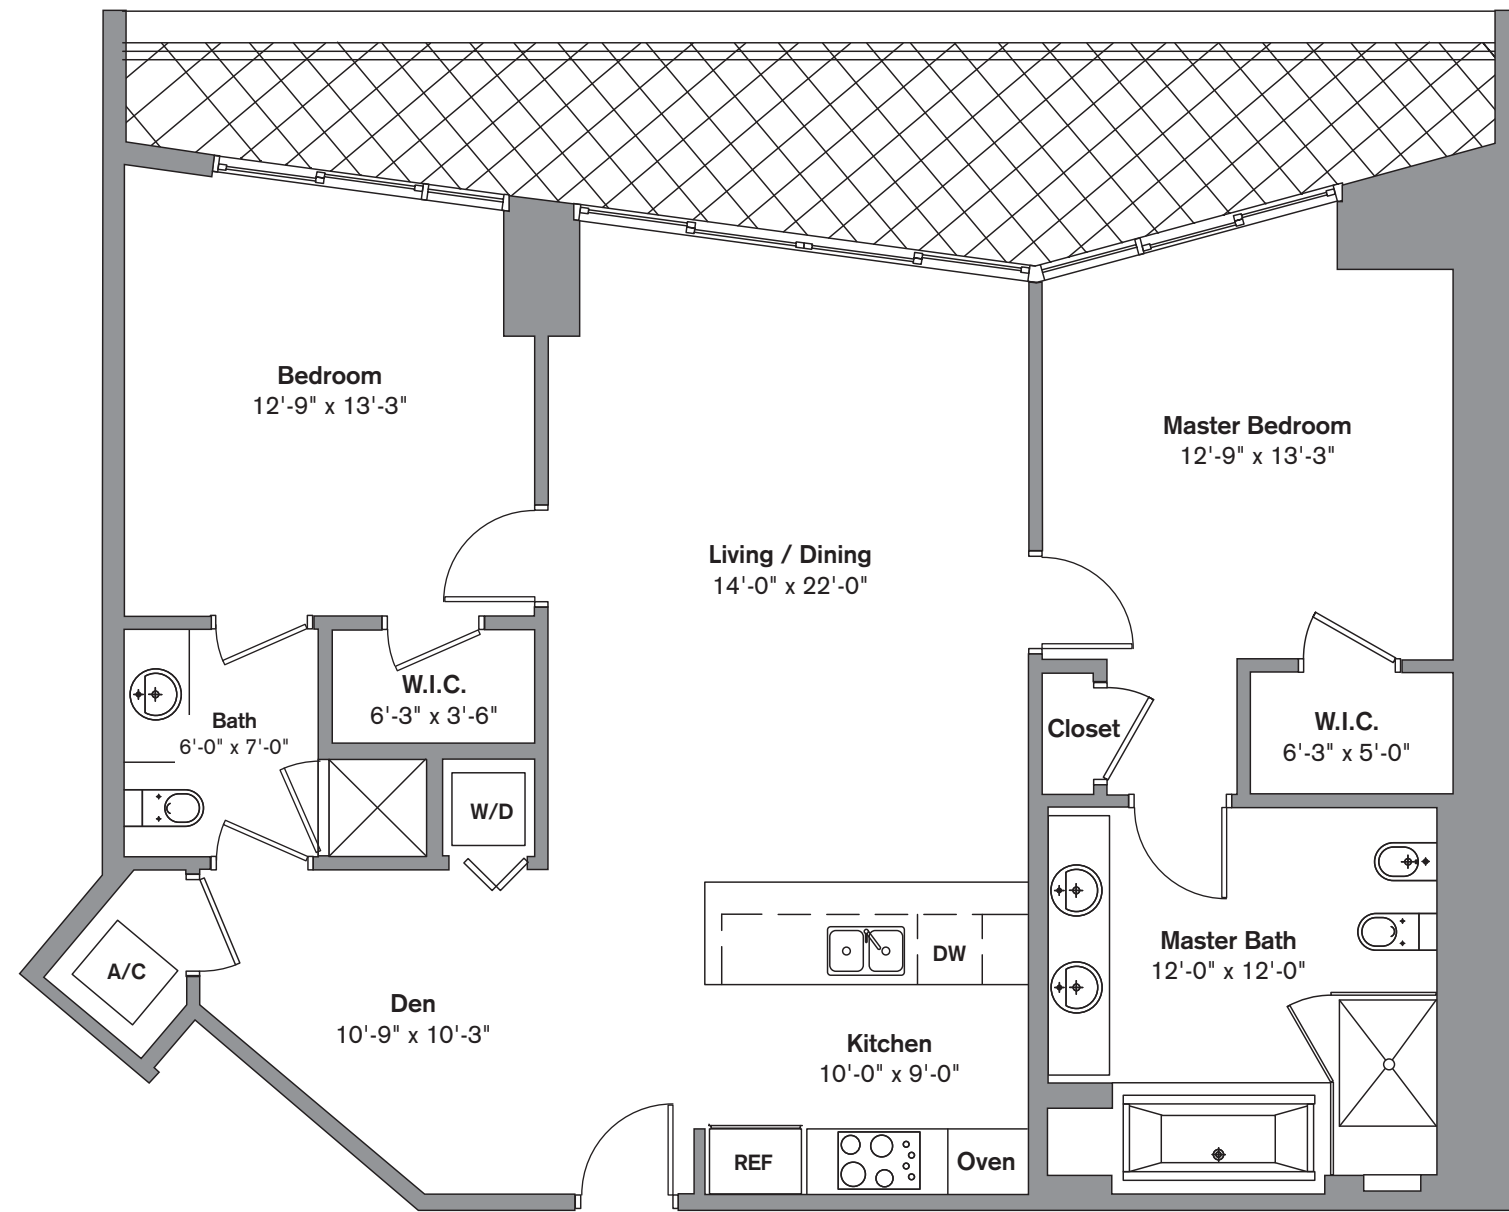 Bedroom
12'-9" x 13'-3"
Master Bedroom
12'-9" x 13'-3"
Living / Dining
14'-0" x 22'-0"
W.I.C.
6'-3" x 3'-6"
Bath
6'-0" x 7'-0"
Closet
W.I.C.
6'-3" x 5'-0"
W/D
A/C
DW
Master Bath
12'-0" x 12'-0"
Den
10'-9" x 10'-3"
Kitchen
10'-0" x 9'-0"
REF
Oven